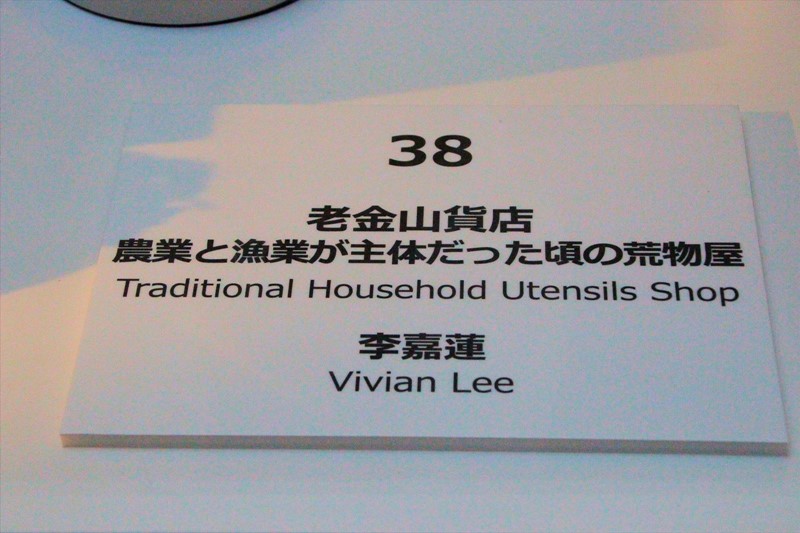 38
老金山貨店
農業と漁業が主体だった頃の荒物屋
Traditional Household Utensils Shop
李嘉蓮
Vivian Lee